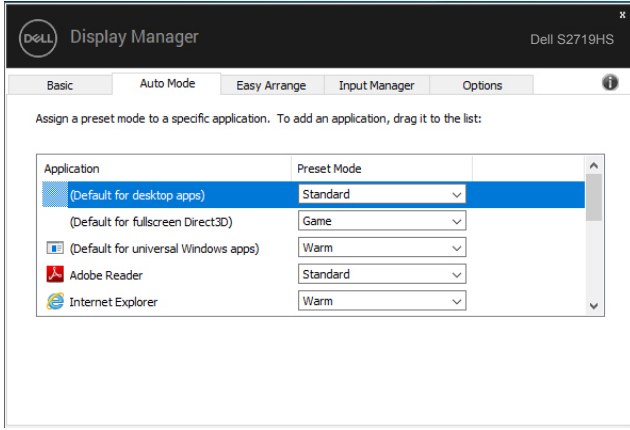 x
DELL Display Manager
Dell S2719HS
Basic Auto Mode Easy Arrange Input Manager Options
Assign a preset mode to a specific application. To add an application, drag it to the list:
Application Preset Mode
(Default for desktop apps) Standard
(Default for fullscreen Direct3D) Game
(Default for universal Windows apps) Warm
Adobe Reader Standard
Internet Explorer Warm